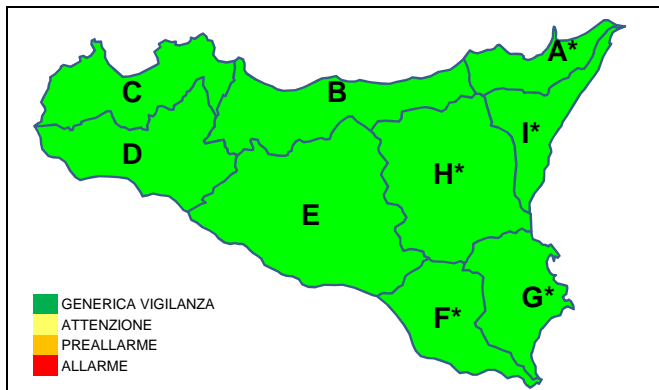 A*
C
B
I*
D
H*
E
G*
F*
GENERICA VIGILANZA
ATTENZIONE
PREALLARME
ALLARME